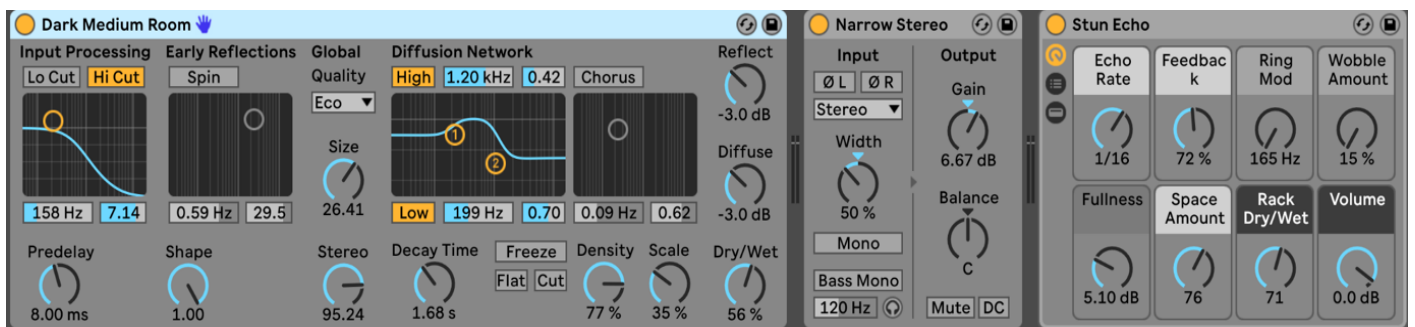 Dark Medium Room
Input Processing
Lo Cut Hi Cut
158 Hz 7.14
Predelay
8.00 ms
Early Reflections
Spin
0.59 Hz 29.5
Shape
1.00
Global
Quality
Eco
Size
26.41
Stereo
95.24
Diffusion Network
High 1.20 kHz 0.42 Chorus
1
2
Low 199 Hz 0.70 0.09 Hz 0.62
Decay Time
1.68 s
Freeze
Flat Cut
Density
77 %
Scale
35 %
Reflect
-3.0 dB
Diffuse
-3.0 dB
Dry/Wet
56 %
Narrow Stereo
Input
Ø L Ø R
Stereo
Width
50 %
Mono
Bass Mono
120 Hz
Output
Gain
6.67 dB
Balance
C
Mute DC
Stun Echo
Echo
Rate
1/16
Feedbac
k
72 %
Ring
Mod
165 Hz
Wobble
Amount
15 %
Fullness
5.10 dB
Space
Amount
76
Rack
Dry/Wet
71
Volume
0.0 dB